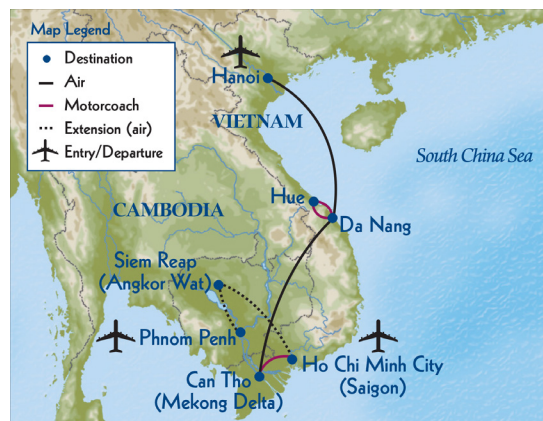 Map Legend
Destination
Air
Motorcoach
Extension (air)
Entry/Departure
Hanoi
VIETNAM
South China Sea
Hue
CAMBODIA
Da Nang
Siem Reap
(Angkor Wat)
Phnom Penh
Ho Chi Minh City
(Saigon)
Can Tho
(Mekong Delta)